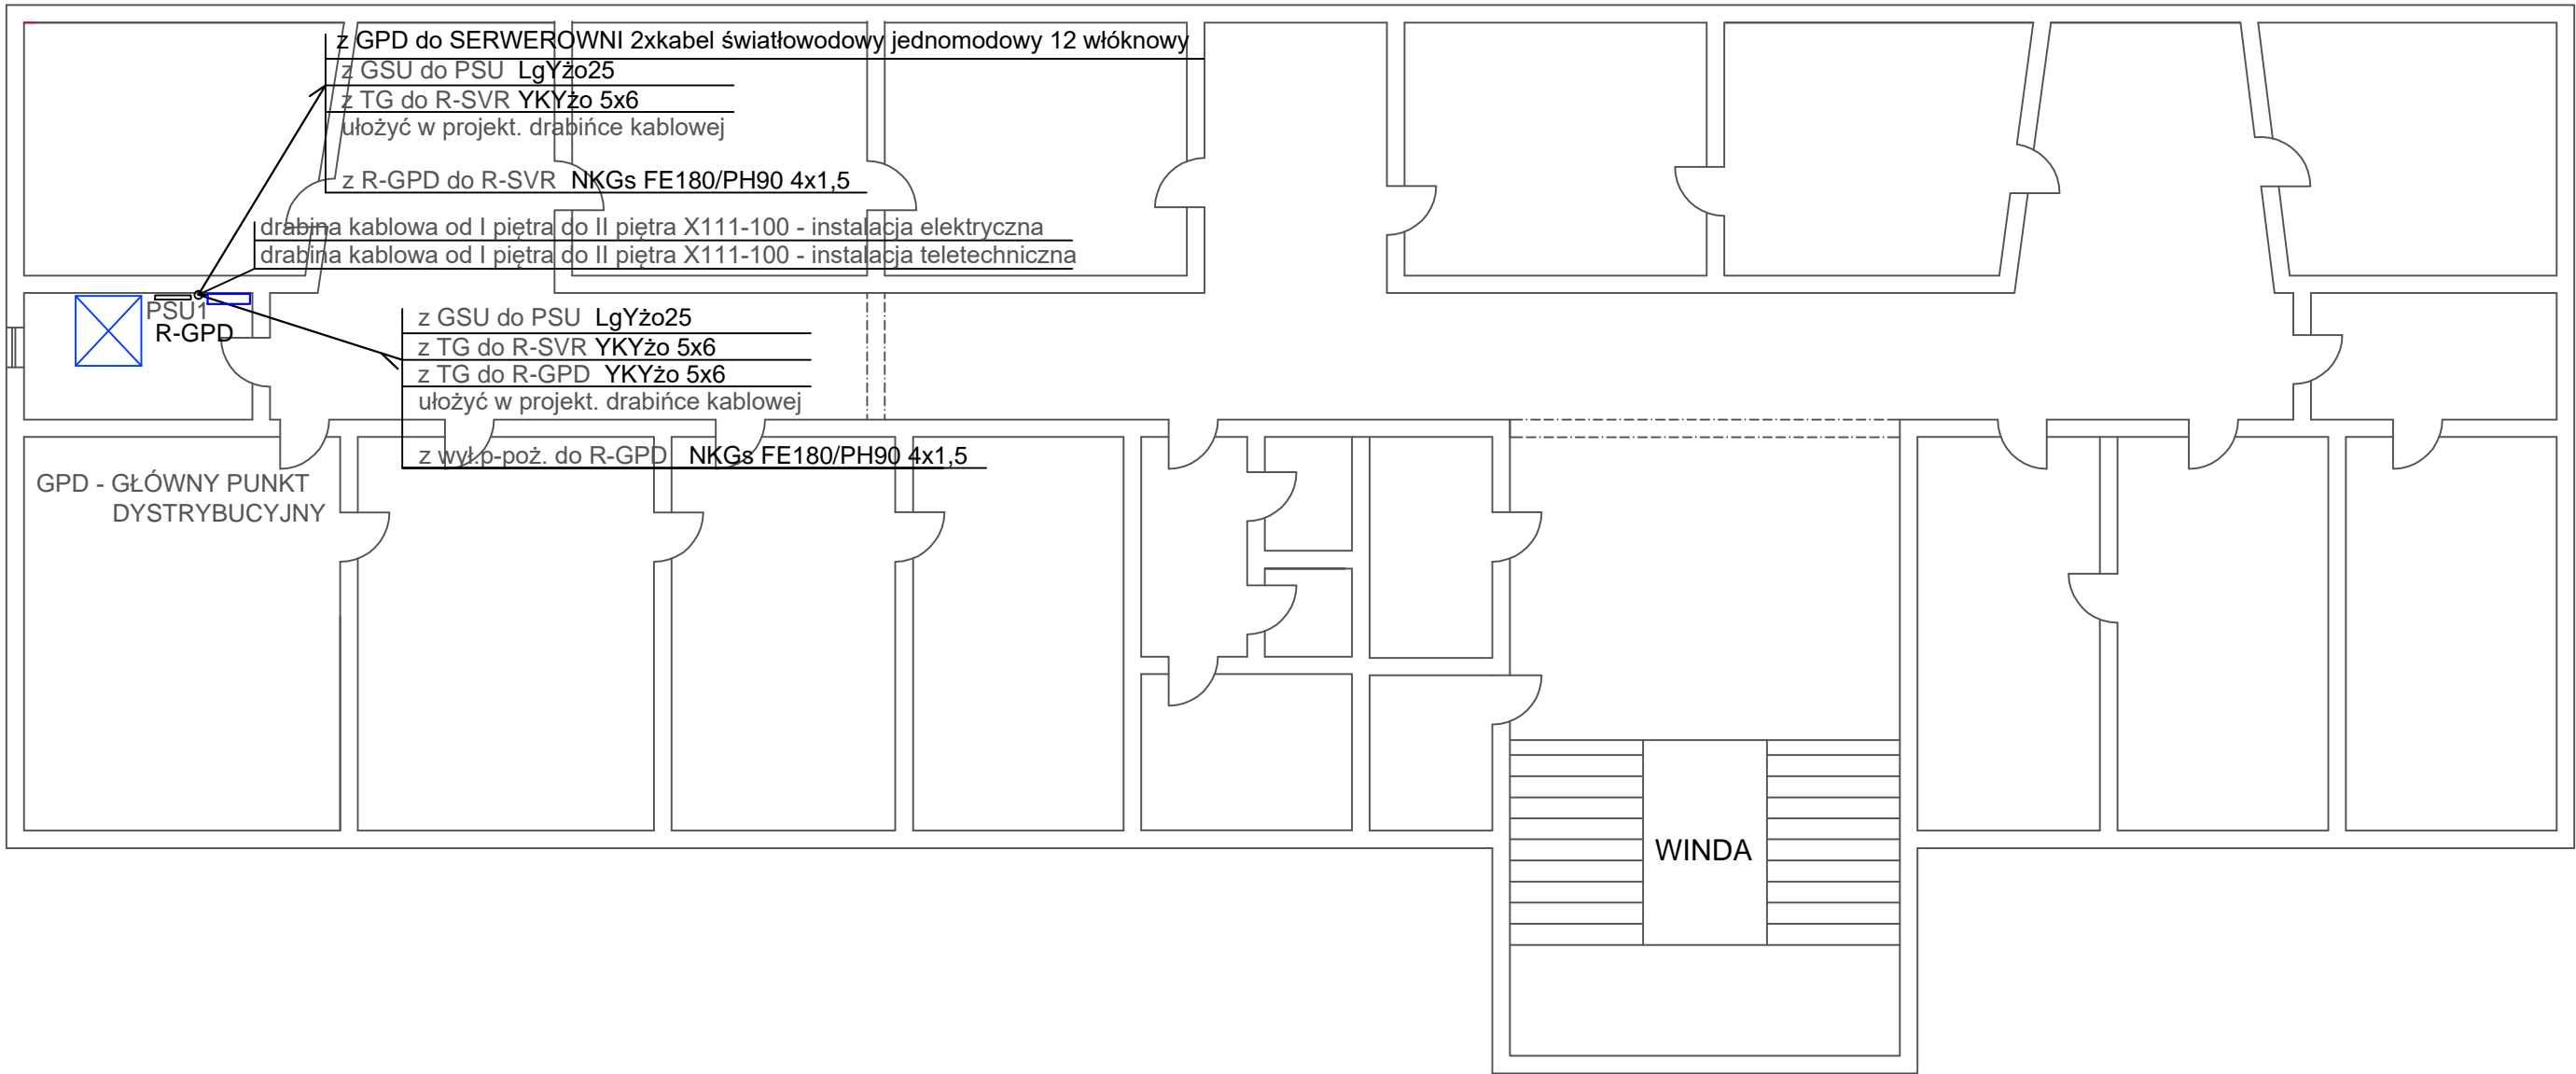 z GPD do SERWEROWNI 2xkabel światłowodowy jednomodowy 12 włóknowy
z GSU do PSU LgYżo25
z TG do R-SVR YKYżo 5x6
ułożyć w projekt. drabińce kablowej
z R-GPD do R-SVR NKGs FE180/PH90 4x1,5
drabina kablowa od I piętra do II piętra X111-100 - instalacja elektryczna
drabina kablowa od I piętra do II piętra X111-100 - instalacja teletechniczna
PSU1
R-GPD
z GSU do PSU LgYżo25
z TG do R-SVR YKYżo 5x6
z TG do R-GPD YKYżo 5x6
ułożyć w projekt. drabińce kablowej
z wył.p-poż. do R-GPD NKGs FE180/PH90 4x1,5
GPD - GŁÓWNY PUNKT
DYSTRYBUCYJNY
WINDA